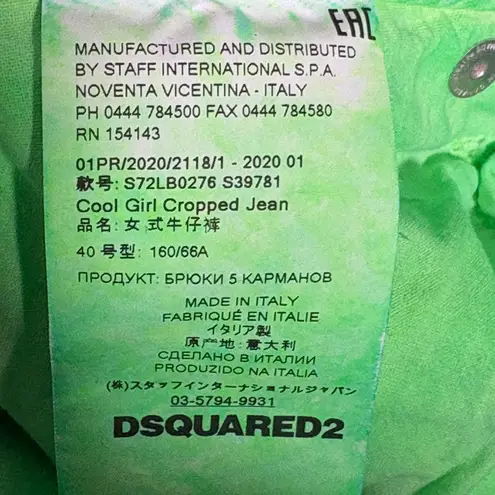 EAC
MANUFACTURED AND DISTRIBUTED
BY STAFF INTERNATIONAL S.P.A.
NOVENTA VICENTINA - ITALY
PH 0444 784500 FAX 0444 784580
RN 154143
01PR/2020/2118/1 - 2020 01
款号: S72LB0276 S39781
Cool Girl Cropped Jean
品名: 女 式牛仔裤
40 号型: 160/66A
ПРОДУКТ: БРЮКИ 5 КАРМАНОВ
MADE IN ITALY
FABRIQUÉ EN ITALIE
イタリア製
原产地: 意大利
СДЕЛАНО В ИТАЛИИ
PRODUZIDO NA ITALIA
(株)スタッフインターナショナルジャパン
03-5794-9931
DSQUARED2